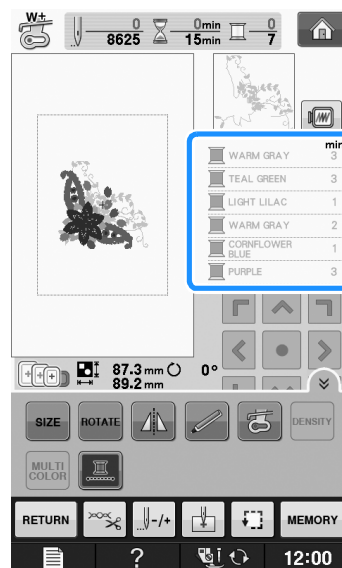 W+
0 0min 0
8625 15min 7
min
WARM GRAY 3
TEAL GREEN 3
LIGHT LILAC 1
WARM GRAY 2
CORNFLOWER
BLUE 1
PURPLE 3
87.3 mm 0°
89.2 mm
SIZE ROTATE DENSITY
MULTI
COLOR
RETURN -/+ MEMORY
? 12:00